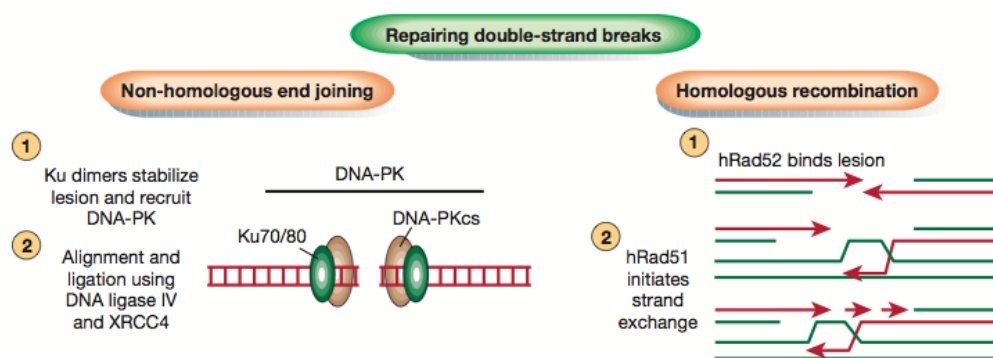 Repairing double-strand breaks
Non-homologous end joining
Homologous recombination
1
Ku dimers stabilize
lesion and recruit
DNA-PK
2
Alignment and
ligation using
DNA ligase IV
and XRCC4
DNA-PK
DNA-PKcs
Ku70/80
1
hRad52 binds lesion
2
hRad51
initiates
strand
exchange